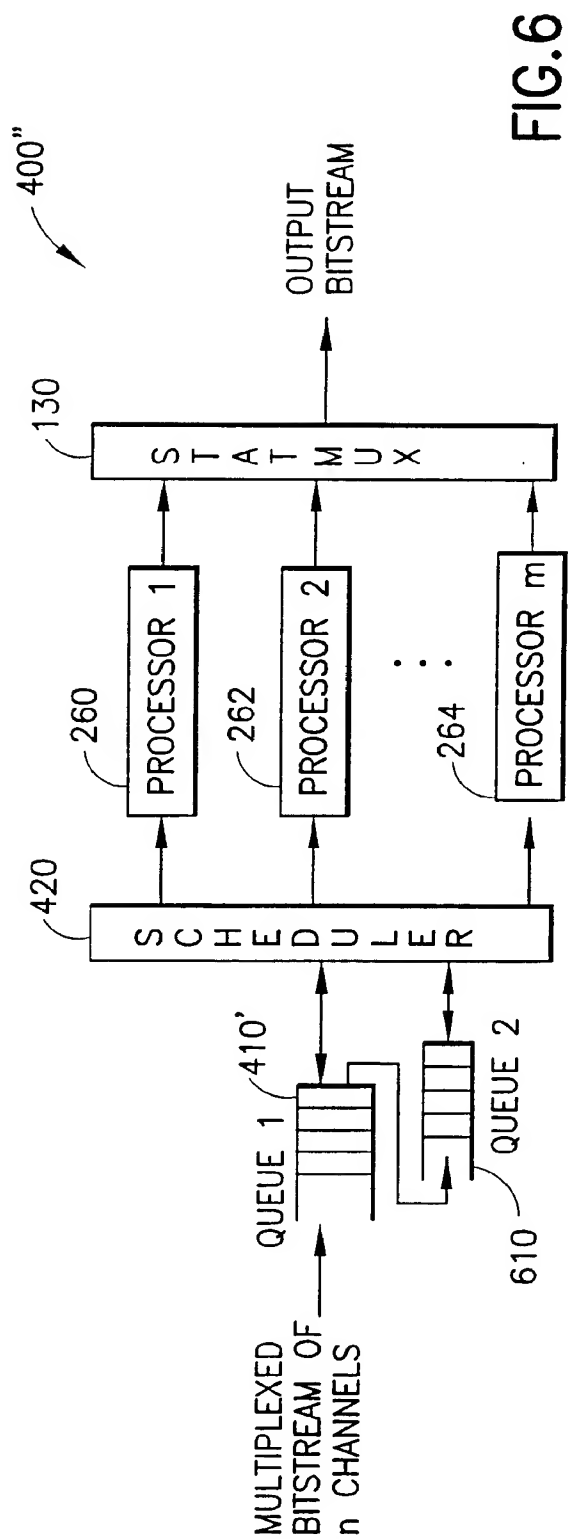 400"
MULTIPLEXED
BITSTREAM OF
n CHANNELS
QUEUE 1
410'
QUEUE 2
610
420
SCHEDULER
260
PROCESSOR 1
262
PROCESSOR 2
. . .
264
PROCESSOR m
130
STAT MUX
OUTPUT
BITSTREAM
FIG.6